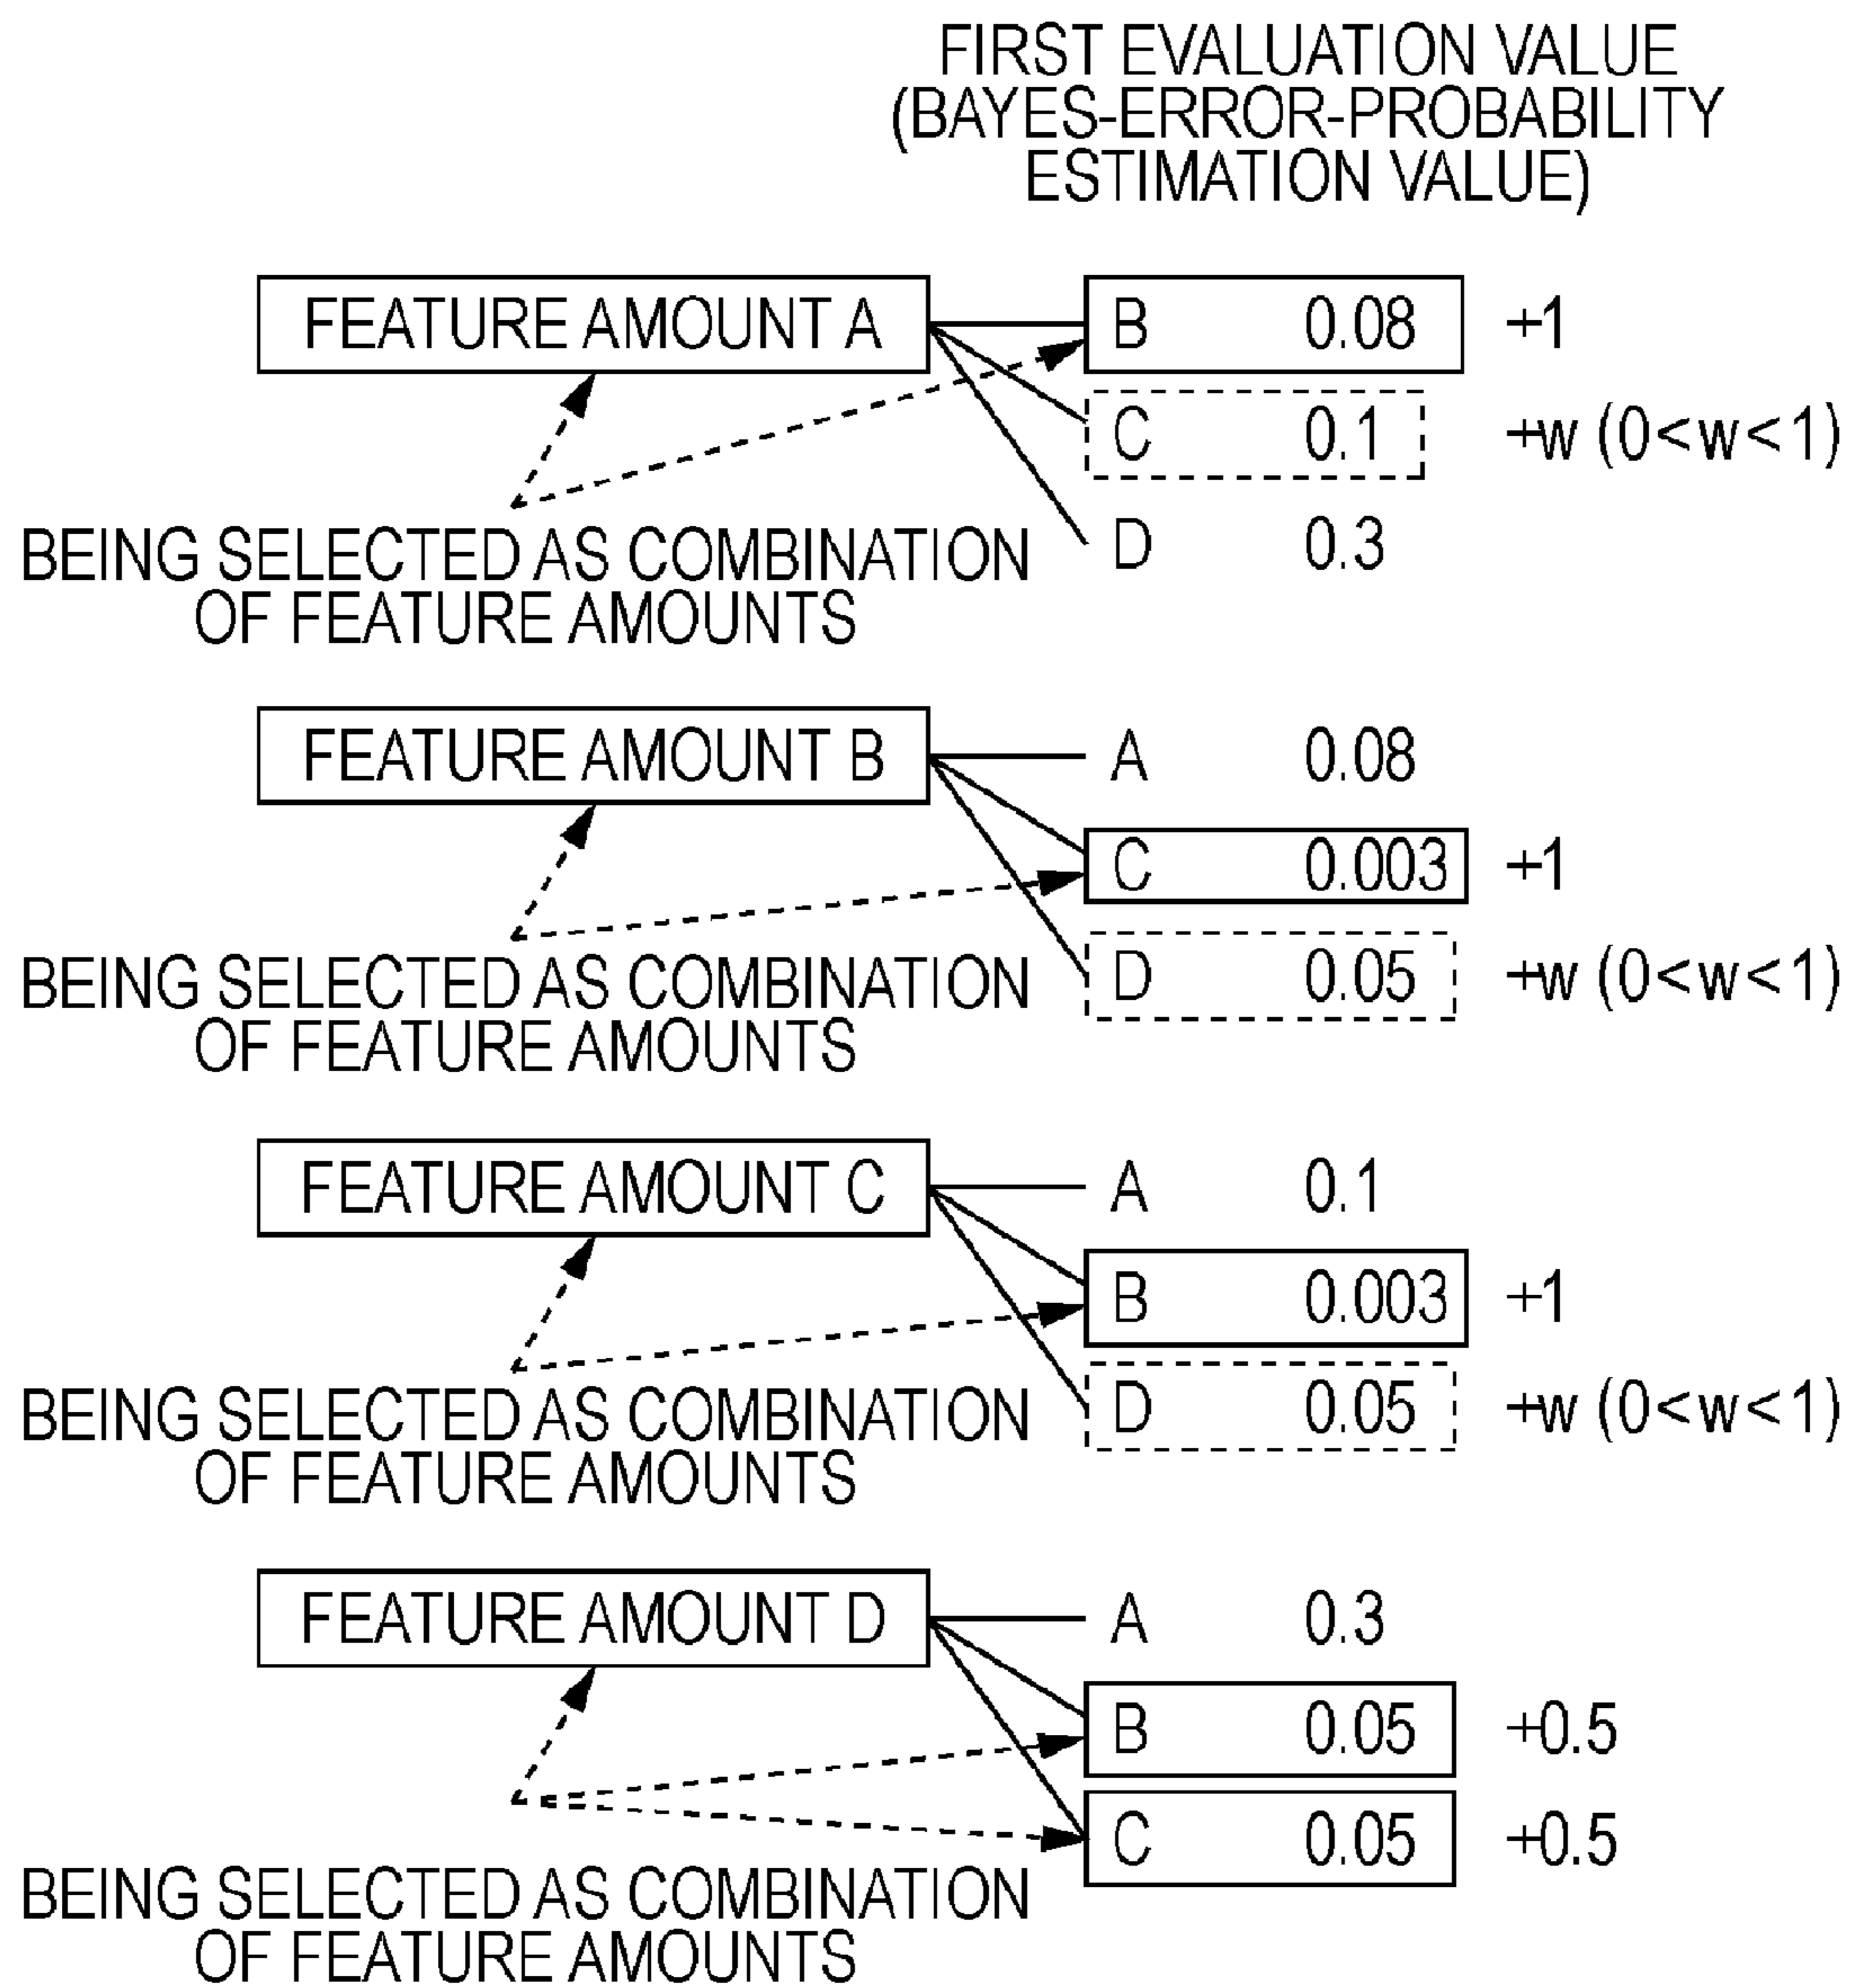 FIRST EVALUATION VALUE
(BAYES-ERROR-PROBABILITY
ESTIMATION VALUE)
FEATURE AMOUNT A
B 0.08 +1
C 0.1 +w (0<w<1)
D 0.3
BEING SELECTED AS COMBINATION
OF FEATURE AMOUNTS
FEATURE AMOUNT B
A 0.08
C 0.003 +1
D 0.05 +w (0<w<1)
BEING SELECTED AS COMBINATION
OF FEATURE AMOUNTS
FEATURE AMOUNT C
A 0.1
B 0.003 +1
D 0.05 +w (0<w<1)
BEING SELECTED AS COMBINATION
OF FEATURE AMOUNTS
FEATURE AMOUNT D
A 0.3
B 0.05 +0.5
C 0.05 +0.5
BEING SELECTED AS COMBINATION
OF FEATURE AMOUNTS